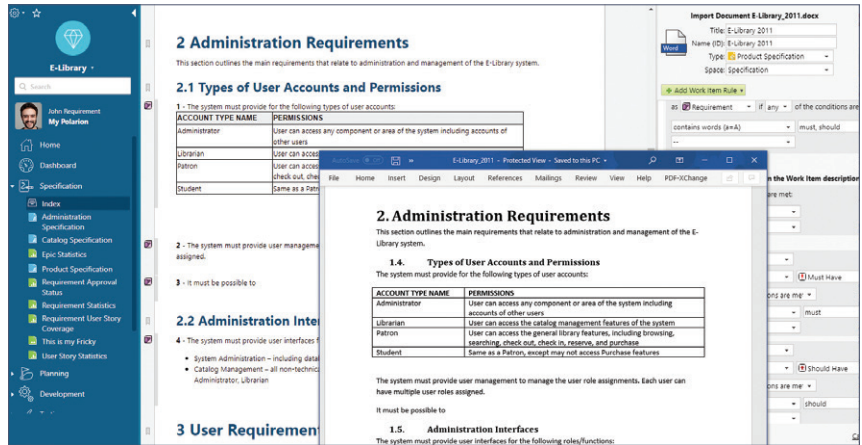 E-Library
Search
John Requirement
My Polarion
Home
Dashboard
Specification
Index
Administration
Specification
Catalog Specification
Epic Statistics
Product Specification
Requirement Approval
Status
Requirement Statistics
Requirement User Story
Coverage
This is my Fricky
User Story Statistics
Planning
Development
2 Administration Requirements
This section outlines the main requirements that relate to administration and management of the E-Library system.
2.1 Types of User Accounts and Permissions
1 - The system must provide for the following types of user accounts:
ACCOUNT TYPE NAME PERMISSIONS
Administrator User can access any component or area of the system including accounts of
other users
Librarian User can acces
Patron User can acces
check out, che
Student Same as a Patr
2 - The system must provide user manageme
assigned.
3 - It must be possible to
2.2 Administration Inte
4 - The system must provide user interfaces f
• System Administration – including datal
• Catalog Management – all non-technic
Administrator, Librarian
3 User Requiremen
AutoSave Off E-Library_2011 - Protected View - Saved to this PC
File Home Insert Design Layout References Mailings Review View Help PDF-XChange
2. Administration Requirements
This section outlines the main requirements that relate to administration and management of the E-
Library system.
1.4. Types of User Accounts and Permissions
The system must provide for the following types of user accounts:
ACCOUNT TYPE NAME PERMISSIONS
Administrator User can access any component or area of the system including
accounts of other users
Librarian User can access the catalog management features of the system
Patron User can access the general library features, including browsing,
searching, check out, check in, reserve, and purchase
Student Same as a Patron, except may not access Purchase features
The system must provide user management to manage the user role assignments. Each user can
have multiple user roles assigned.
It must be possible to
1.5. Administration Interfaces
The system must provide user interfaces for the following roles/functions:
Import Document E-Library_2011.docx
Word
Title: E-Library 2011
Name (ID): E-Library 2011
Type: Product Specification
Space: Specification
Add Work Item Rule
as Requirement if any of the conditions are
contains words (a=A) must, should
--
n the Work Item description
are met:
Must Have
ons are met
must
Should Have
ons are met
should